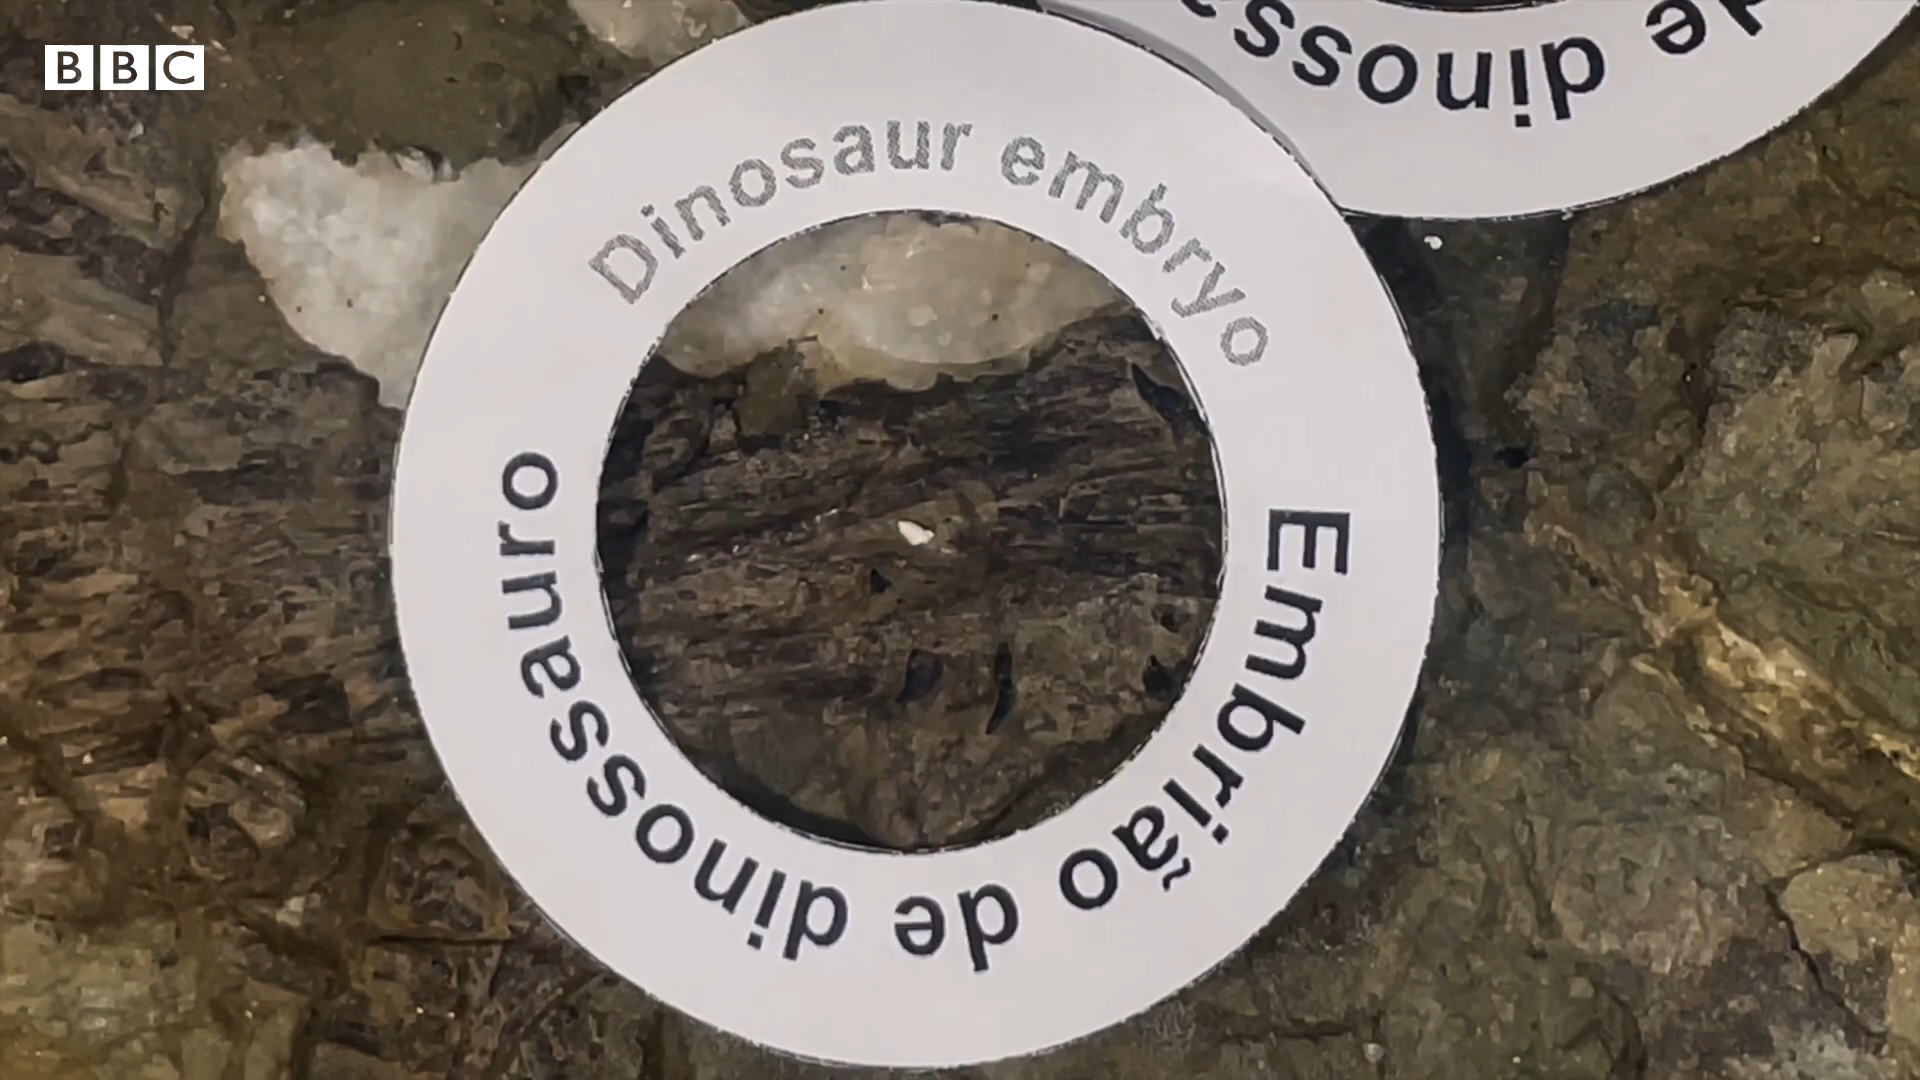 BBC
de dinoss
Dinosaur embryo
Embrião de dinossauro